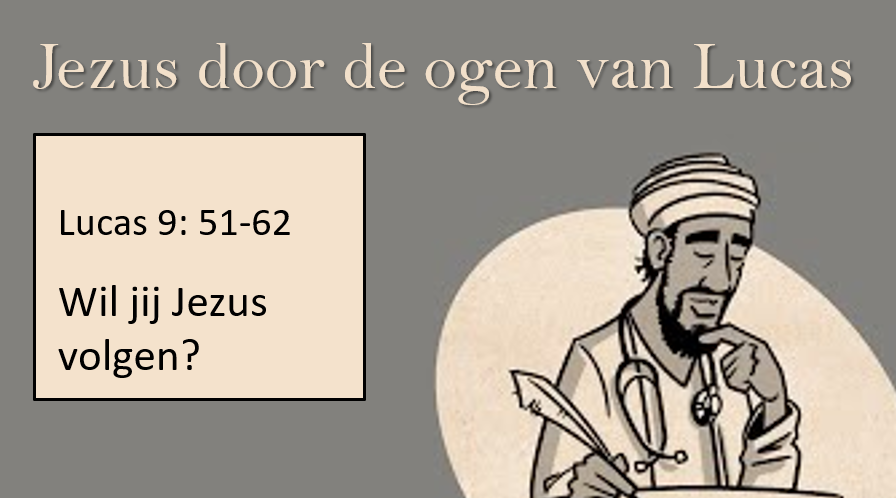 Jezus door de ogen van Lucas
Lucas 9: 51-62
Wil jij Jezus
volgen?